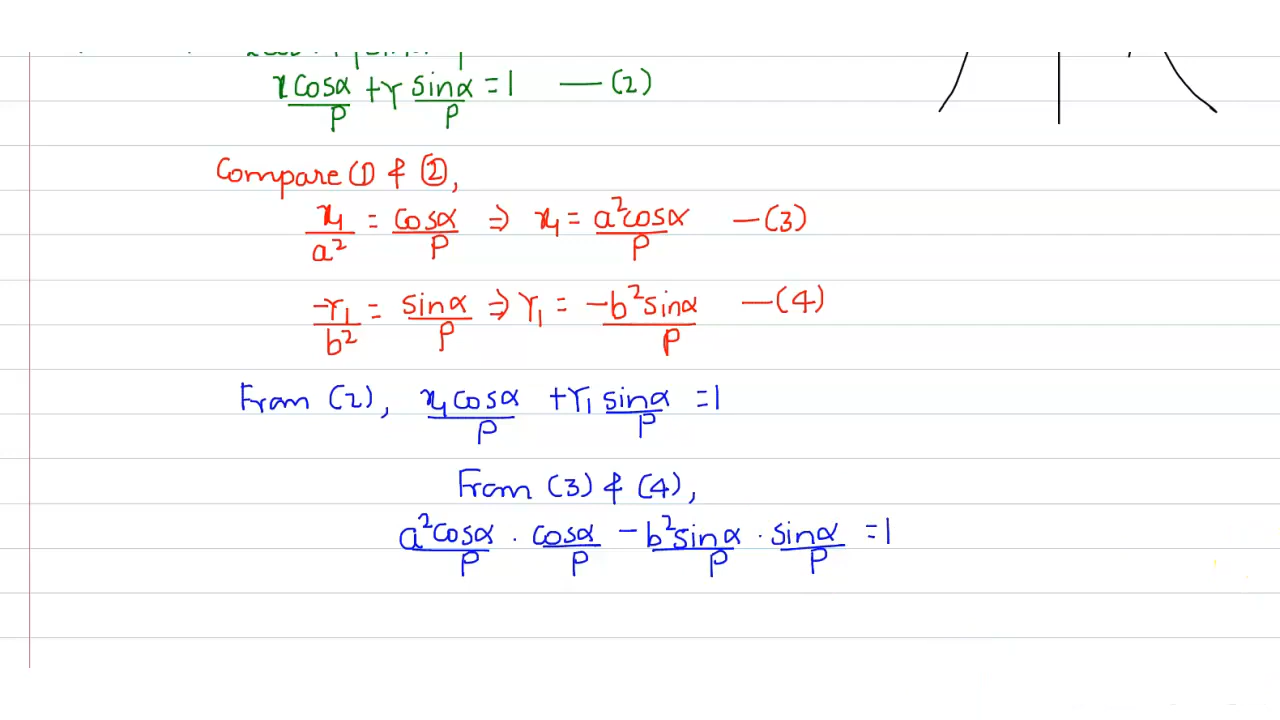 x cosα/P + Y sinα/P = 1 —(2)
Compare (1) & (2),
x₁/a² = cosα/P ⇒ x₁ = a²cosα/P —(3)
-Y₁/b² = sinα/P ⇒ Y₁ = -b²sinα/P —(4)
From (2), x₁cosα/P + Y₁ sinα/P = 1
From (3) & (4),
a²cosα/P · cosα/P - b²sinα/P · sinα/P = 1